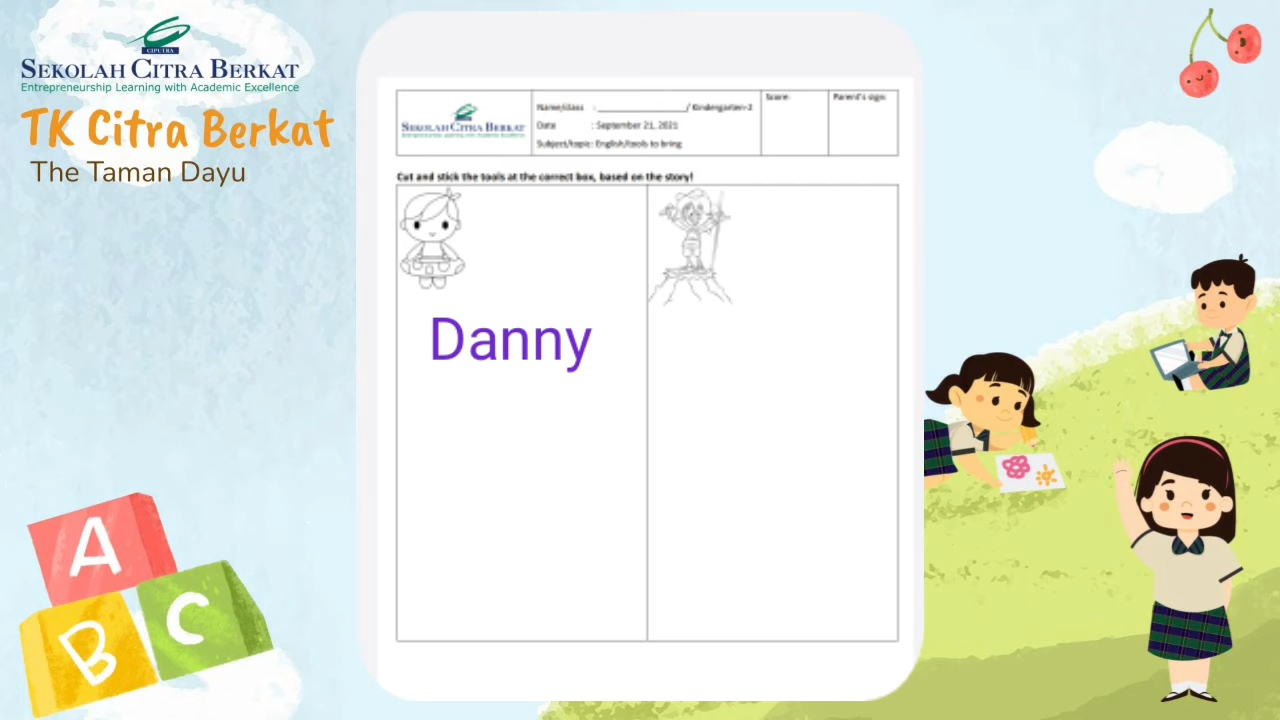 CIPUTRA
SEKOLAH CITRA BERKAT
Entrepreneurship Learning with Academic Excellence
TK Citra Berkat
The Taman Dayu
SEKOLAH CITRA BERKAT
Name/class : ____________________/ Kindergarten-2
Date : September 21, 2021
Subject/topic: English/tools to bring
Score:
Parent's sign:
Cut and stick the tools at the correct box, based on the story!
Danny
A
B
C